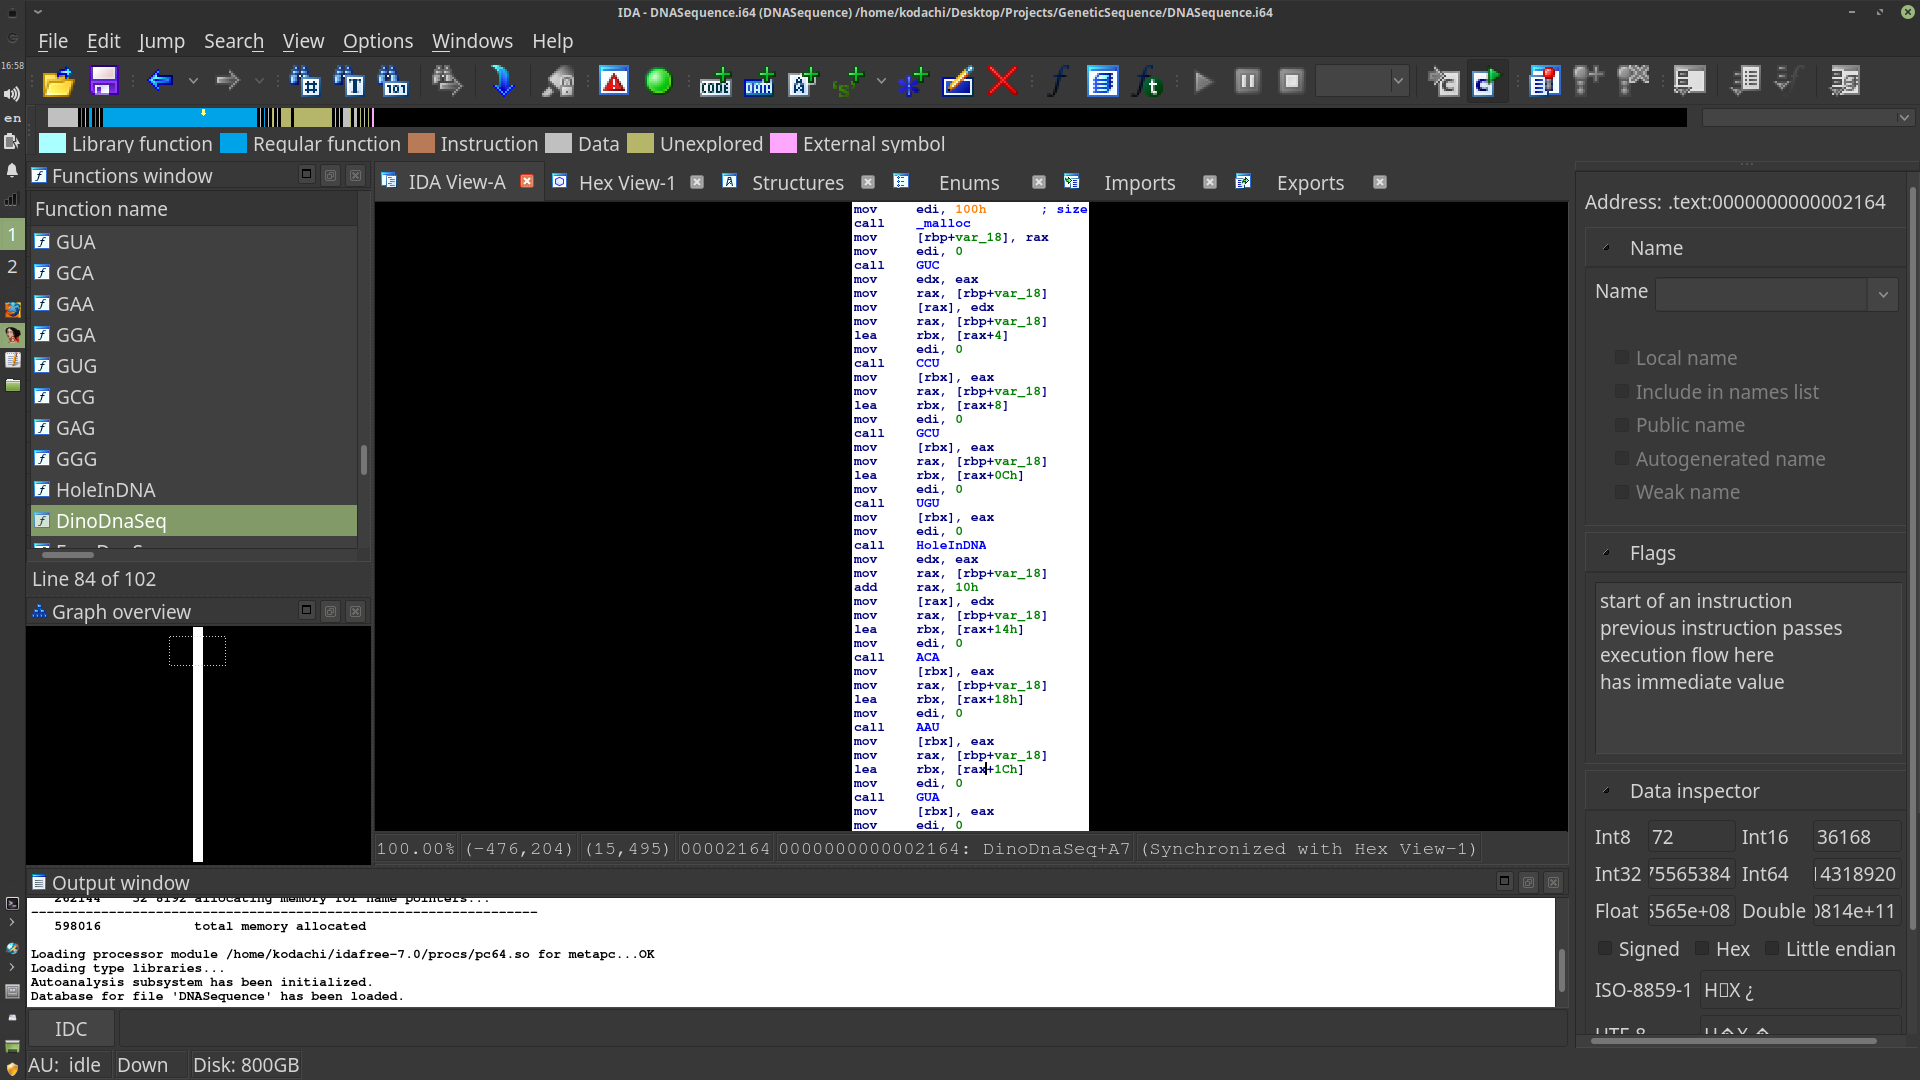 IDA - DNASequence.i64 (DNASequence) /home/kodachi/Desktop/Projects/GeneticSequence/DNASequence.i64
File Edit Jump Search View Options Windows Help
16:58
en
1
2
Library function Regular function Instruction Data Unexplored External symbol
Functions window
Function name
GUA
GCA
GAA
GGA
GUG
GCG
GAG
GGG
HoleInDNA
DinoDnaSeq
Line 84 of 102
Graph overview
IDA View-A Hex View-1 Structures Enums Imports Exports
mov edi, 100h ; size
call _malloc
mov [rbp+var_18], rax
mov edi, 0
call GUC
mov edx, eax
mov rax, [rbp+var_18]
mov [rax], edx
mov rax, [rbp+var_18]
lea rbx, [rax+4]
mov edi, 0
call CCU
mov [rbx], eax
mov rax, [rbp+var_18]
lea rbx, [rax+8]
mov edi, 0
call GCU
mov [rbx], eax
mov rax, [rbp+var_18]
lea rbx, [rax+0Ch]
mov edi, 0
call UGU
mov [rbx], eax
mov edi, 0
call HoleInDNA
mov edx, eax
mov rax, [rbp+var_18]
add rax, 10h
mov [rax], edx
mov rax, [rbp+var_18]
lea rbx, [rax+14h]
mov edi, 0
call ACA
mov [rbx], eax
mov rax, [rbp+var_18]
lea rbx, [rax+18h]
mov edi, 0
call AAU
mov [rbx], eax
mov rax, [rbp+var_18]
lea rbx, [rax+1Ch]
mov edi, 0
call GUA
mov [rbx], eax
mov edi, 0
100.00% (-476,204) (15,495) 00002164 0000000000002164: DinoDnaSeq+A7 (Synchronized with Hex View-1)
Address: .text:0000000000002164
Name
Name
Local name
Include in names list
Public name
Autogenerated name
Weak name
Flags
start of an instruction
previous instruction passes
execution flow here
has immediate value
Data inspector
Int8 72 Int16 36168
Int32 75565384 Int64 14318920
Float 5565e+08 Double 0814e+11
Signed Hex Little endian
ISO-8859-1 H▯X ¿
UTF-8
Output window
262144 32 8192 allocating memory for name pointers...
-----------------------------------------------------------------
598016 total memory allocated
Loading processor module /home/kodachi/idafree-7.0/procs/pc64.so for metapc...OK
Loading type libraries...
Autoanalysis subsystem has been initialized.
Database for file 'DNASequence' has been loaded.
IDC
AU: idle Down Disk: 800GB